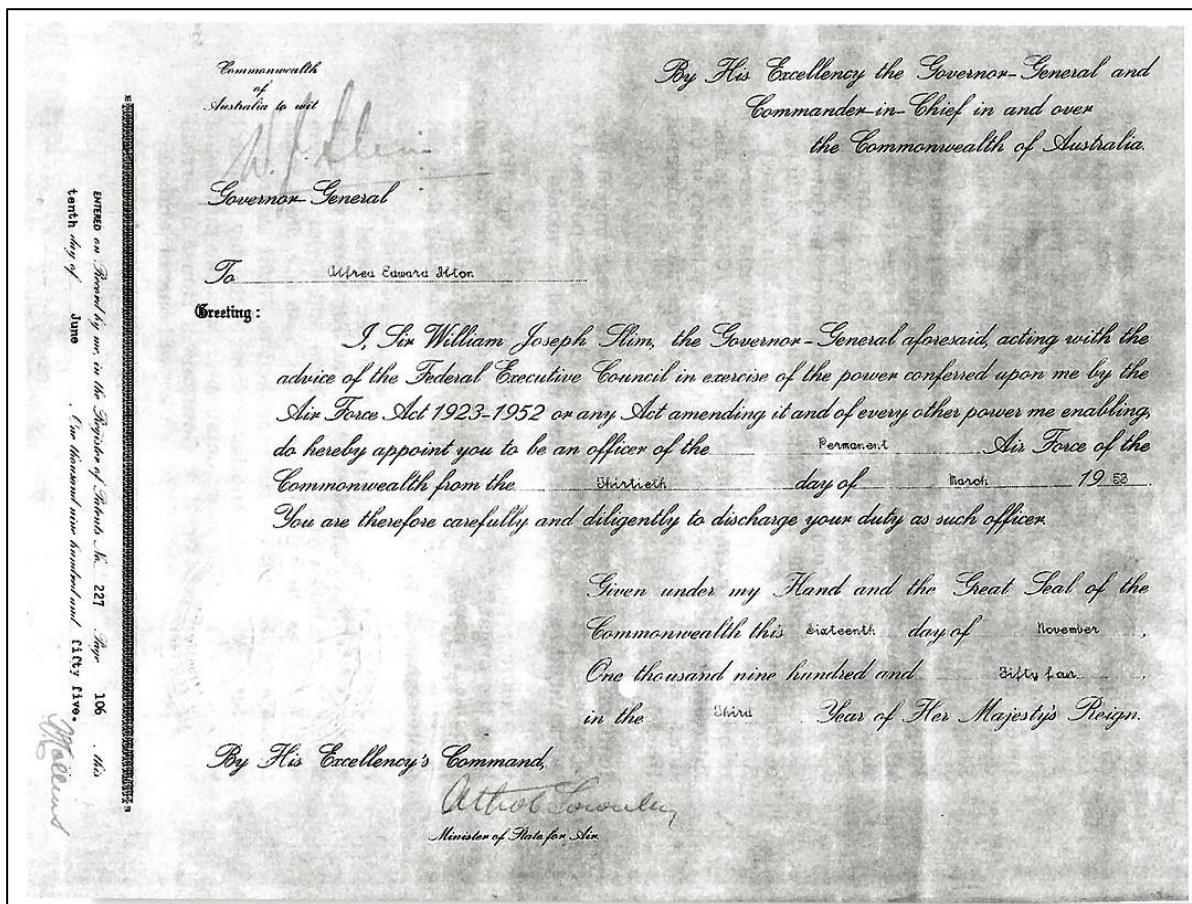 Commonwealth
of
Australia to wit
By His Excellency the Governor-General and
Commander-in-Chief in and over
the Commonwealth of Australia.
W. J. Slim
Governor-General
To Alfred Edward
Greeting:
I, Sir William Joseph Slim, the Governor-General aforesaid, acting with the
advice of the Federal Executive Council in exercise of the power conferred upon me by the
Air Force Act 1923-1952 or any Act amending it and of every other power me enabling,
do hereby appoint you to be an officer of the Permanent Air Force of the
Commonwealth from the Thirtieth day of March 1953.
You are therefore carefully and diligently to discharge your duty as such officer.
Given under my Hand and the Great Seal of the
Commonwealth this Sixteenth day of November,
One thousand nine hundred and Fifty four,
in the Third Year of Her Majesty's Reign.
By His Excellency's Command,
Minister of State for Air
ENTERED on Record by me, in the Register of Patents No. 227 Page 106, this
tenth day of June, One thousand nine hundred and fifty five.